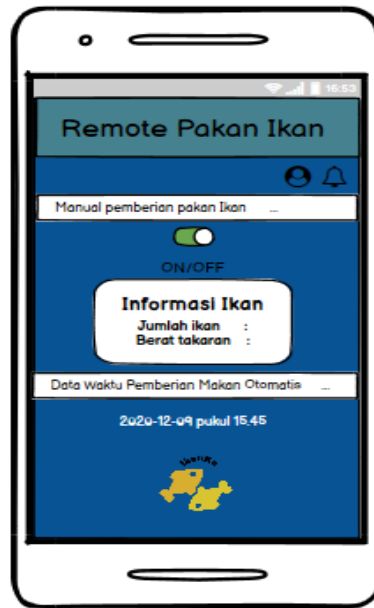 16:53
Remote Pakan Ikan
Manual pemberian pakan Ikan ...
ON/OFF
Informasi Ikan
Jumlah ikan :
Berat takaran :
Data Waktu Pemberian Makan Otomatis ...
2020-12-09 pukul 15.45